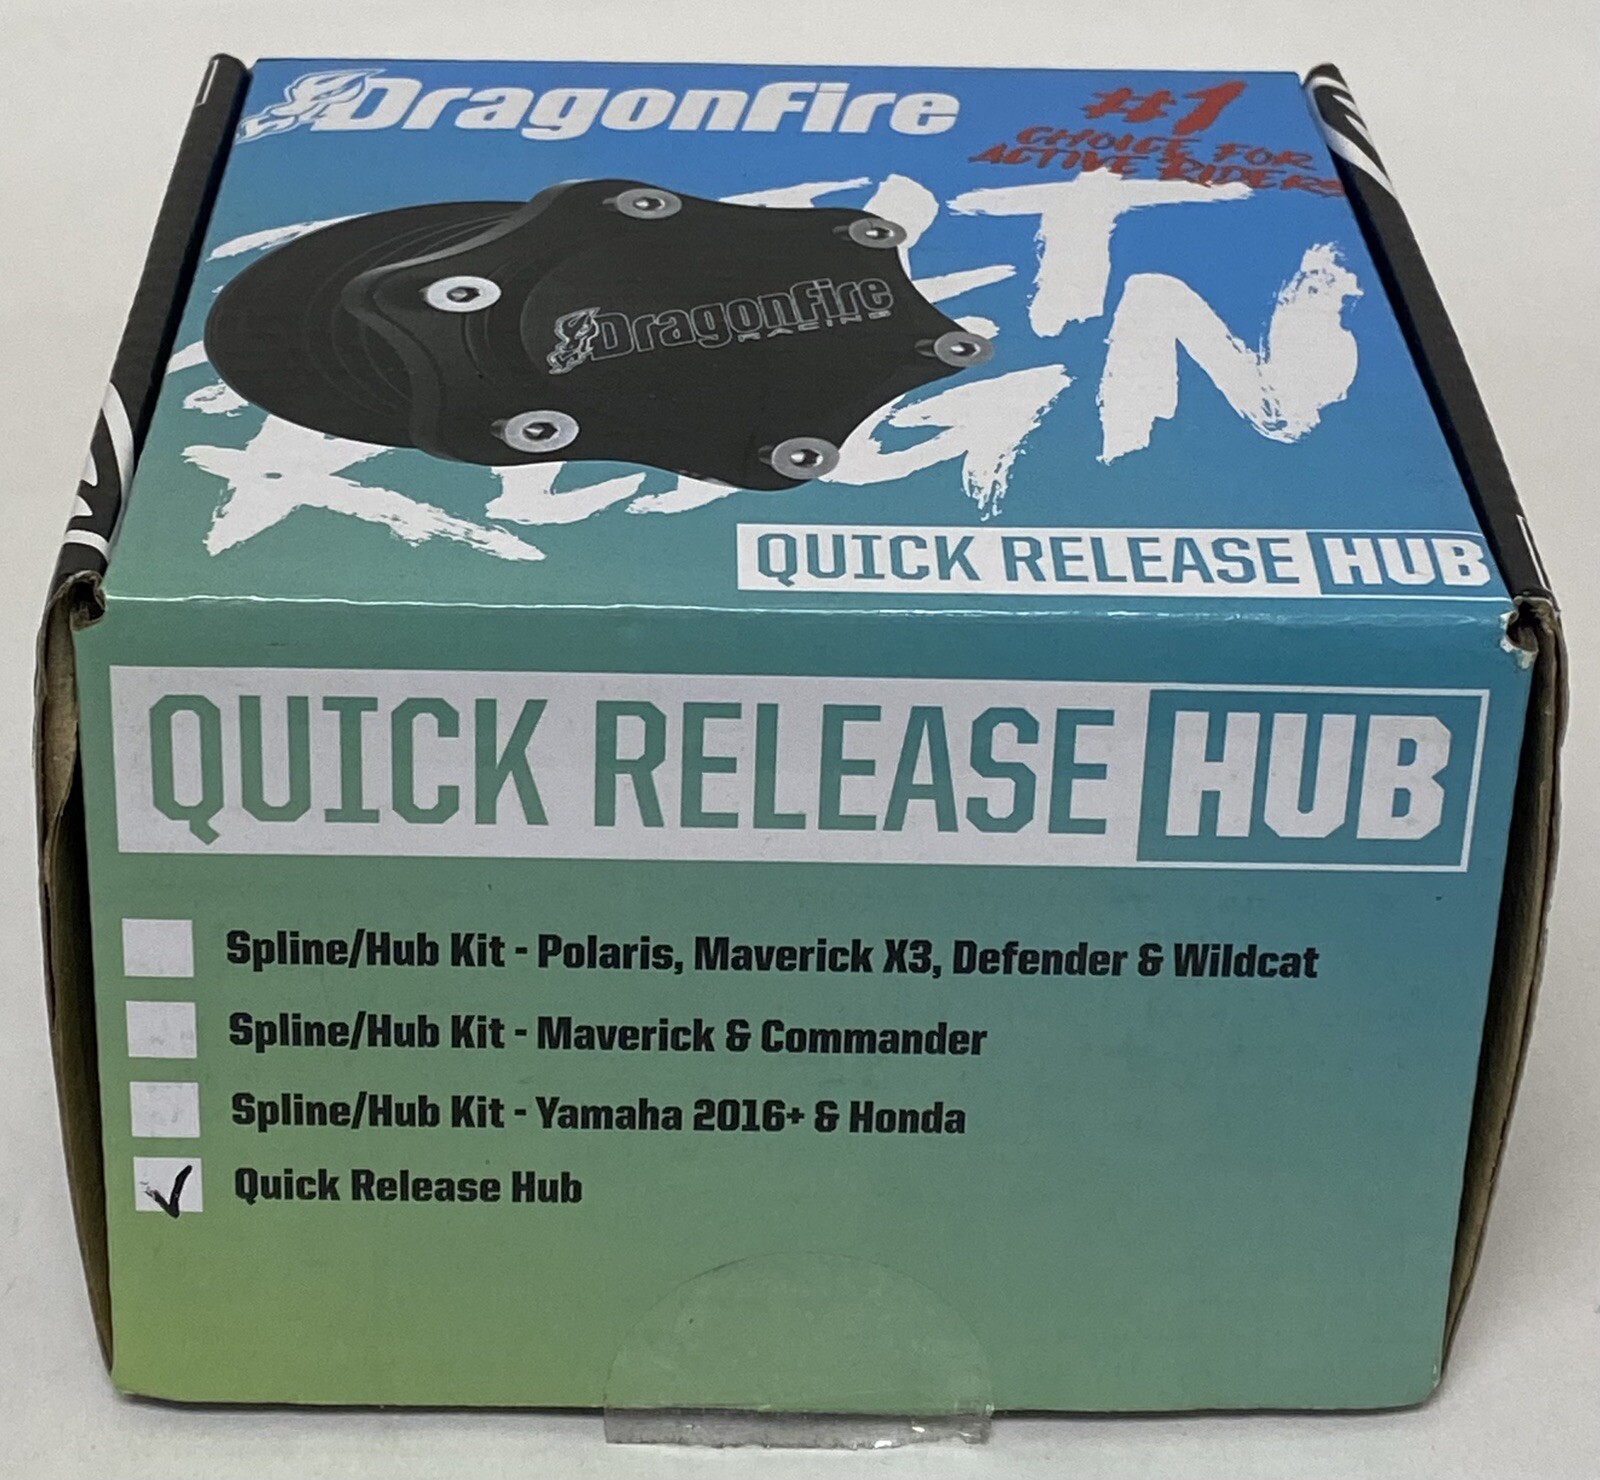 DragonFire
#1
CHOICE FOR
ACTIVE RIDERS
DragonFire
RACING
QUICK RELEASE HUB
QUICK RELEASE HUB
Spline/Hub Kit - Polaris, Maverick X3, Defender & Wildcat
Spline/Hub Kit - Maverick & Commander
Spline/Hub Kit - Yamaha 2016+ & Honda
Quick Release Hub